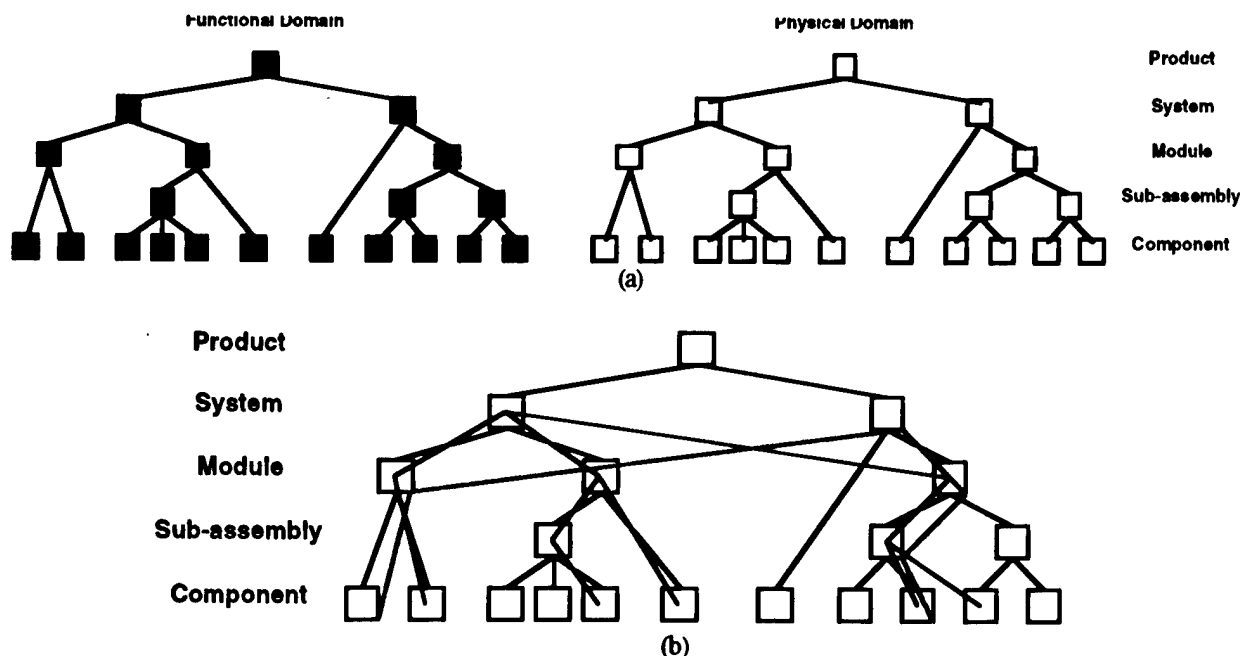 Functional Domain
Physical Domain
Product
System
Module
Sub-assembly
Component
(a)
Product
System
Module
Sub-assembly
Component
(b)